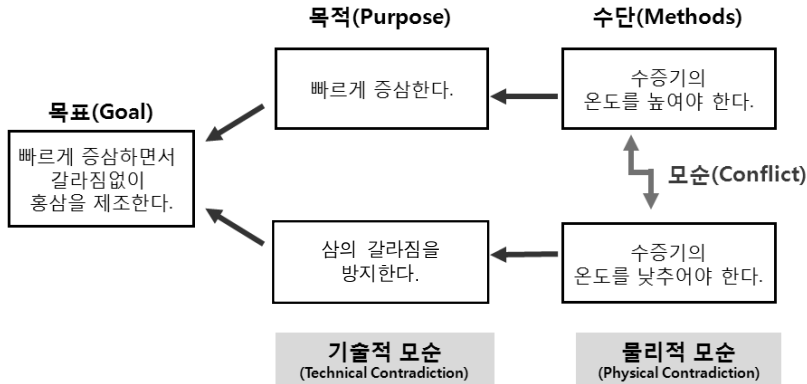 목적(Purpose)
수단(Methods)
빠르게 증삼한다.
수증기의
온도를 높여야 한다.
목표(Goal)
빠르게 증삼하면서
갈라짐없이
홍삼을 제조한다.
모순(Conflict)
삼의 갈라짐을
방지한다.
수증기의
온도를 낮추어야 한다.
기술적 모순
(Technical Contradiction)
물리적 모순
(Physical Contradiction)